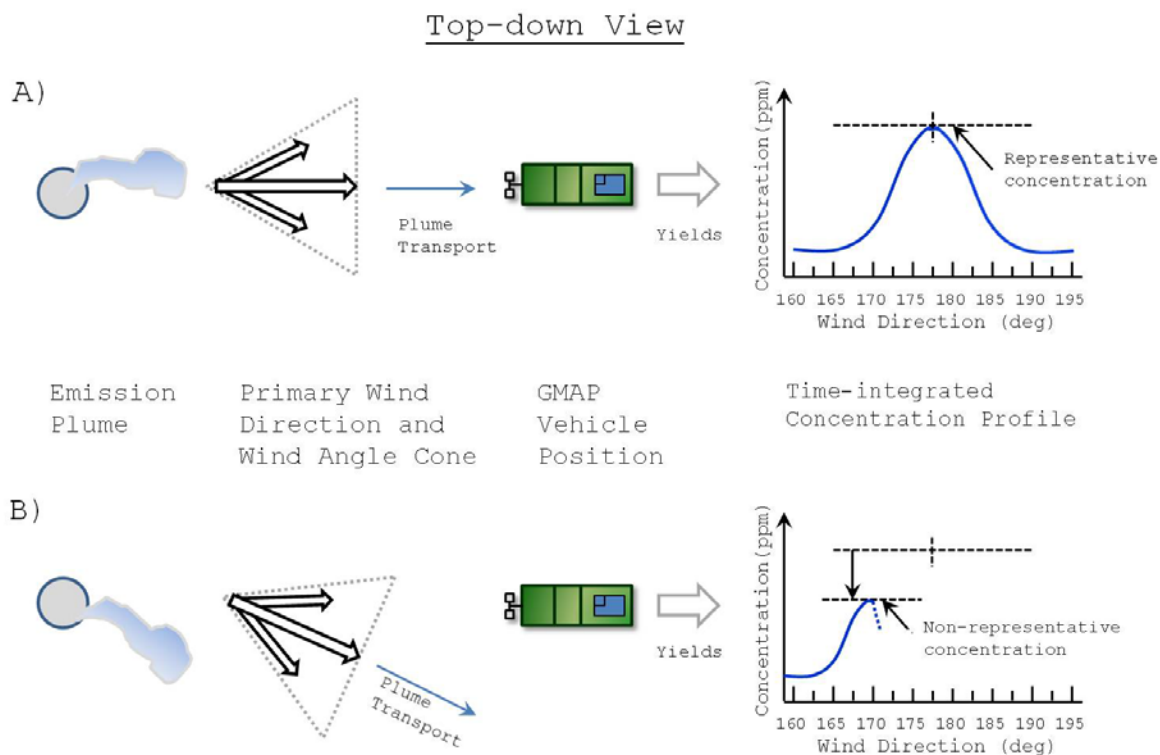 Top-down View
A)
Plume
Transport
Yields
Concentration(ppm)
Representative
concentration
160 165 170 175 180 185 190 195
Wind Direction (deg)
Emission
Plume
Primary Wind
Direction and
Wind Angle Cone
GMAP
Vehicle
Position
Time-integrated
Concentration Profile
B)
Plume
Transport
Yields
Concentration(ppm)
Non-representative
concentration
160 165 170 175 180 185 190 195
Wind Direction (deg)